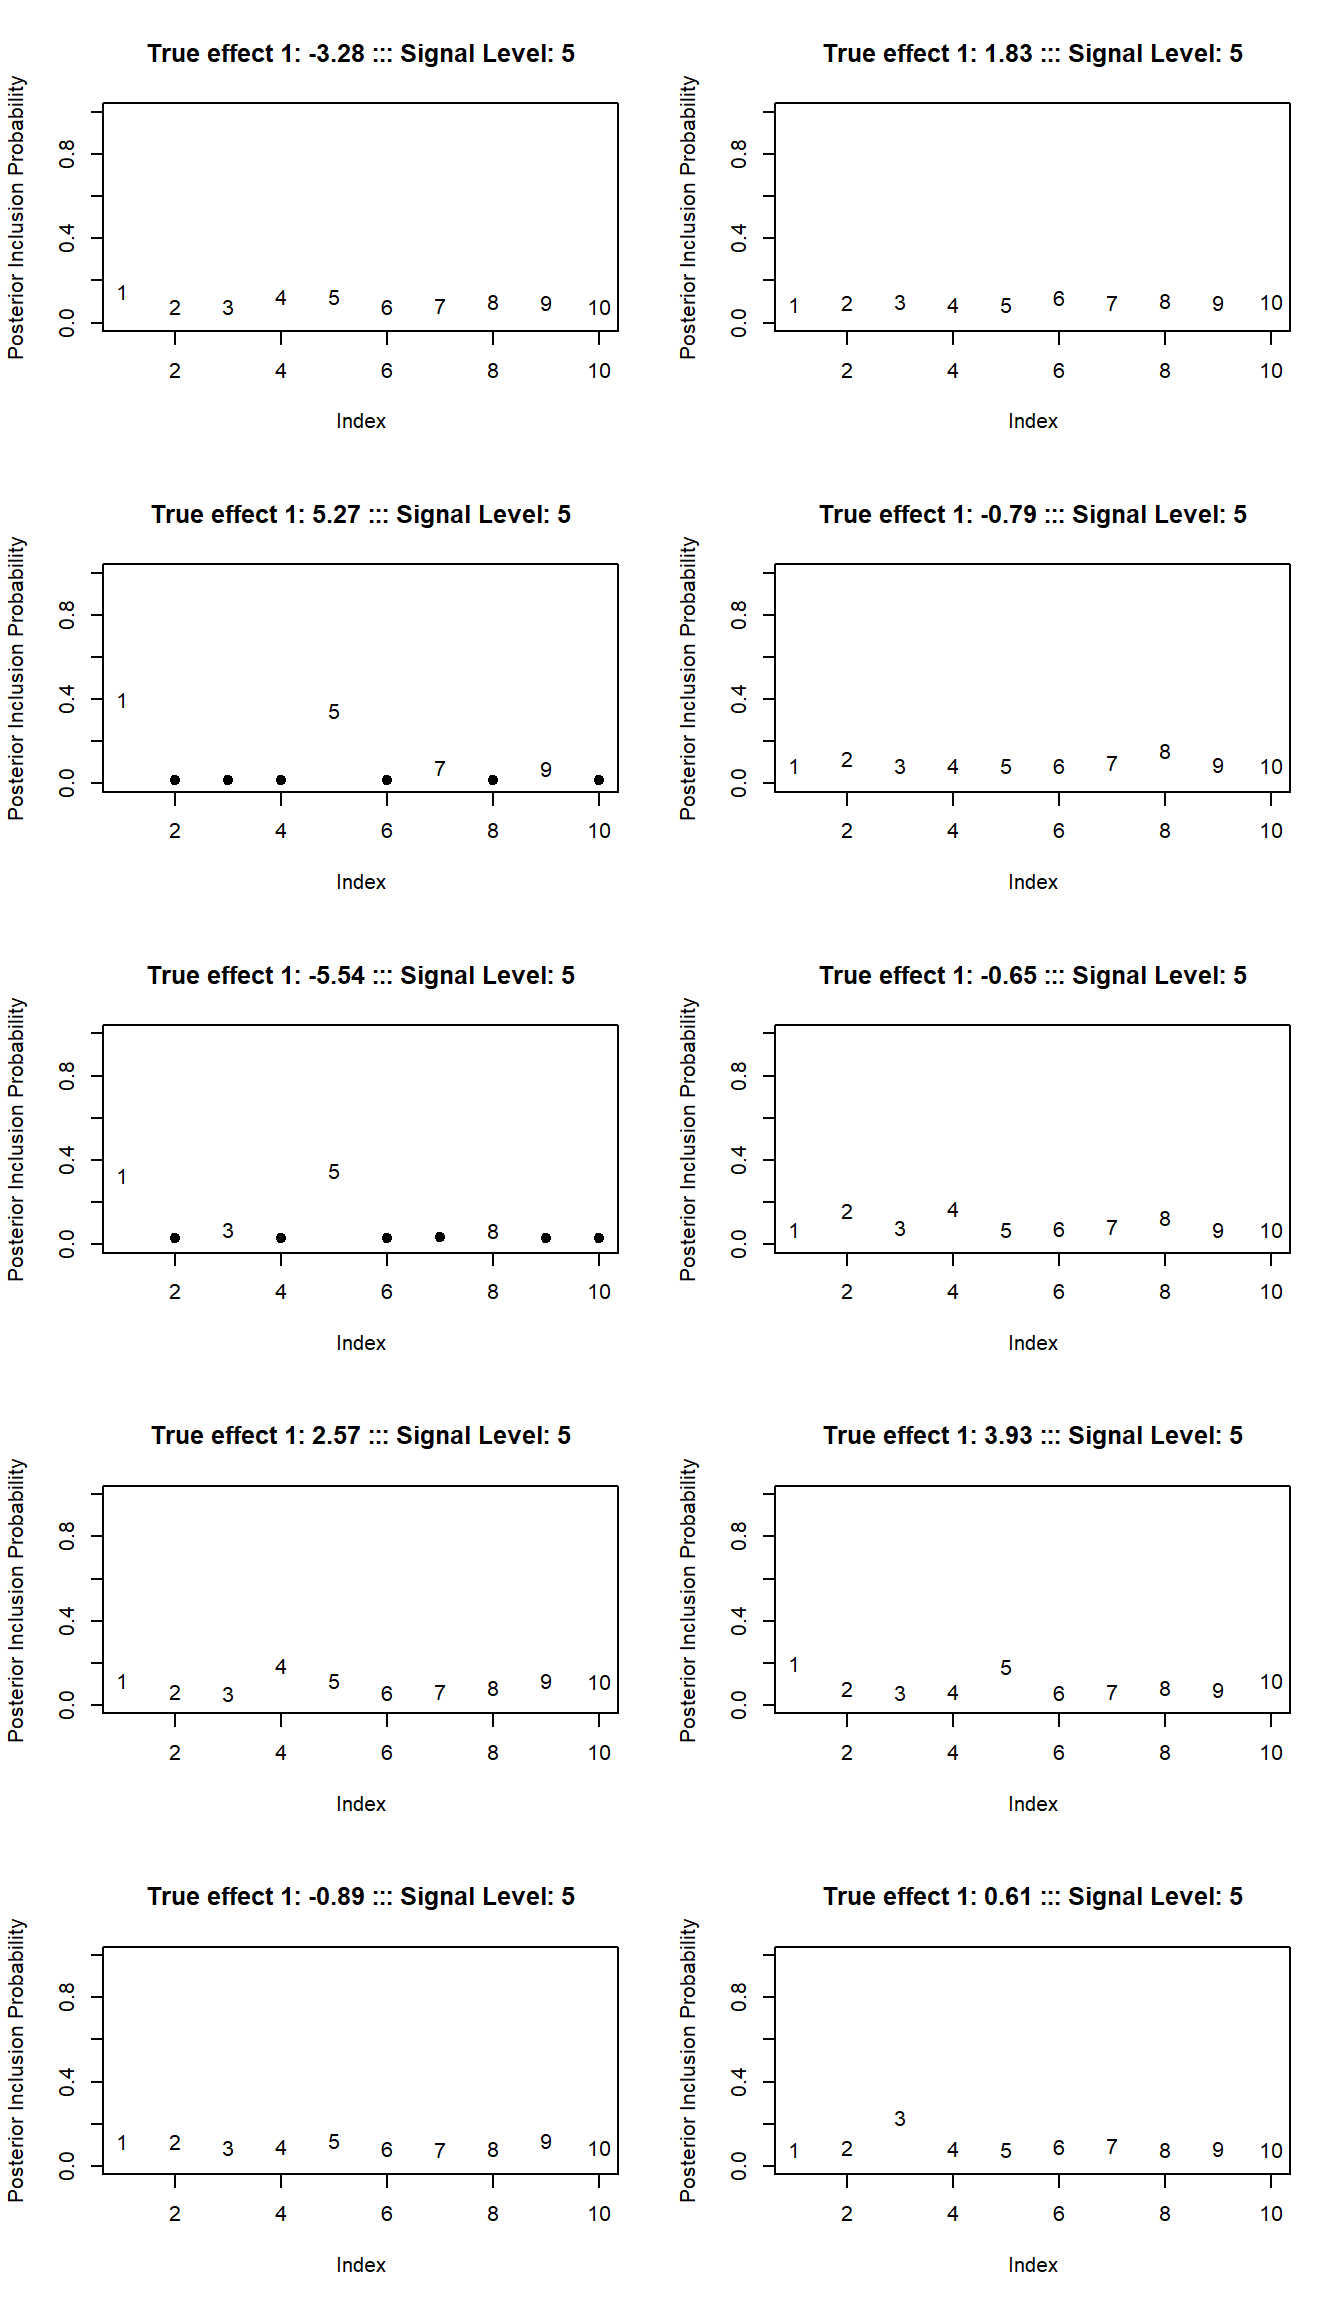 True effect 1: -3.28 ::: Signal Level: 5
Posterior Inclusion Probability
0.8
0.4
0.0
1 2 3 4 5 6 7 8 9 10
2 4 6 8 10
Index
True effect 1: 1.83 ::: Signal Level: 5
Posterior Inclusion Probability
0.8
0.4
0.0
1 2 3 4 5 6 7 8 9 10
2 4 6 8 10
Index
True effect 1: 5.27 ::: Signal Level: 5
Posterior Inclusion Probability
0.8
0.4
0.0
1 5 7 9
2 4 6 8 10
Index
True effect 1: -0.79 ::: Signal Level: 5
Posterior Inclusion Probability
0.8
0.4
0.0
1 2 3 4 5 6 7 8 9 10
2 4 6 8 10
Index
True effect 1: -5.54 ::: Signal Level: 5
Posterior Inclusion Probability
0.8
0.4
0.0
1 3 5 8
2 4 6 8 10
Index
True effect 1: -0.65 ::: Signal Level: 5
Posterior Inclusion Probability
0.8
0.4
0.0
1 2 3 4 5 6 7 8 9 10
2 4 6 8 10
Index
True effect 1: 2.57 ::: Signal Level: 5
Posterior Inclusion Probability
0.8
0.4
0.0
1 2 3 4 5 6 7 8 9 10
2 4 6 8 10
Index
True effect 1: 3.93 ::: Signal Level: 5
Posterior Inclusion Probability
0.8
0.4
0.0
1 2 3 4 5 6 7 8 9 10
2 4 6 8 10
Index
True effect 1: -0.89 ::: Signal Level: 5
Posterior Inclusion Probability
0.8
0.4
0.0
1 2 3 4 5 6 7 8 9 10
2 4 6 8 10
Index
True effect 1: 0.61 ::: Signal Level: 5
Posterior Inclusion Probability
0.8
0.4
0.0
1 2 3 4 5 6 7 8 9 10
2 4 6 8 10
Index